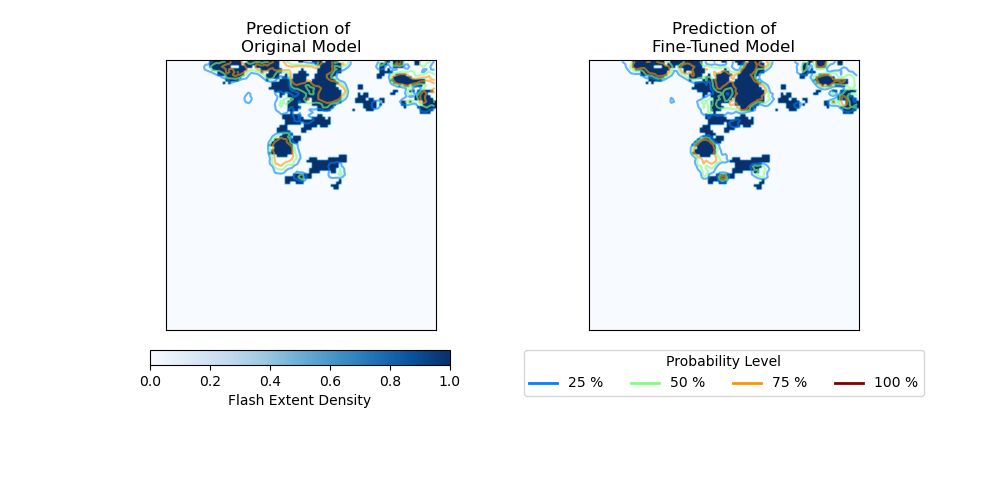 Prediction of
Original Model
Prediction of
Fine-Tuned Model
0.0 0.2 0.4 0.6 0.8 1.0
Flash Extent Density
Probability Level
25 % 50 % 75 % 100 %